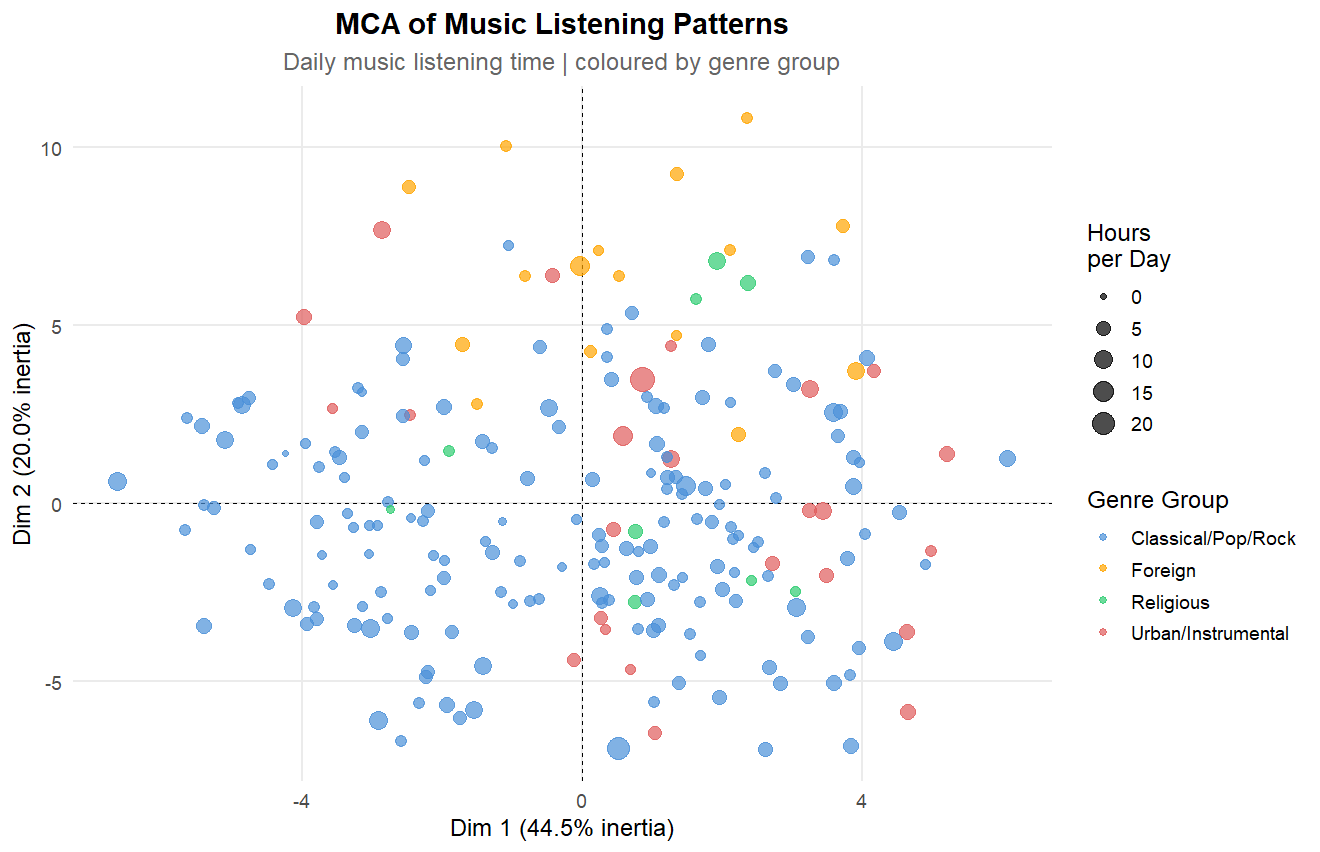 MCA of Music Listening Patterns
Daily music listening time | coloured by genre group
Dim 2 (20.0% inertia)
10
5
0
-5
-4
0
4
Dim 1 (44.5% inertia)
Hours
per Day
0
5
10
15
20
Genre Group
Classical/Pop/Rock
Foreign
Religious
Urban/Instrumental